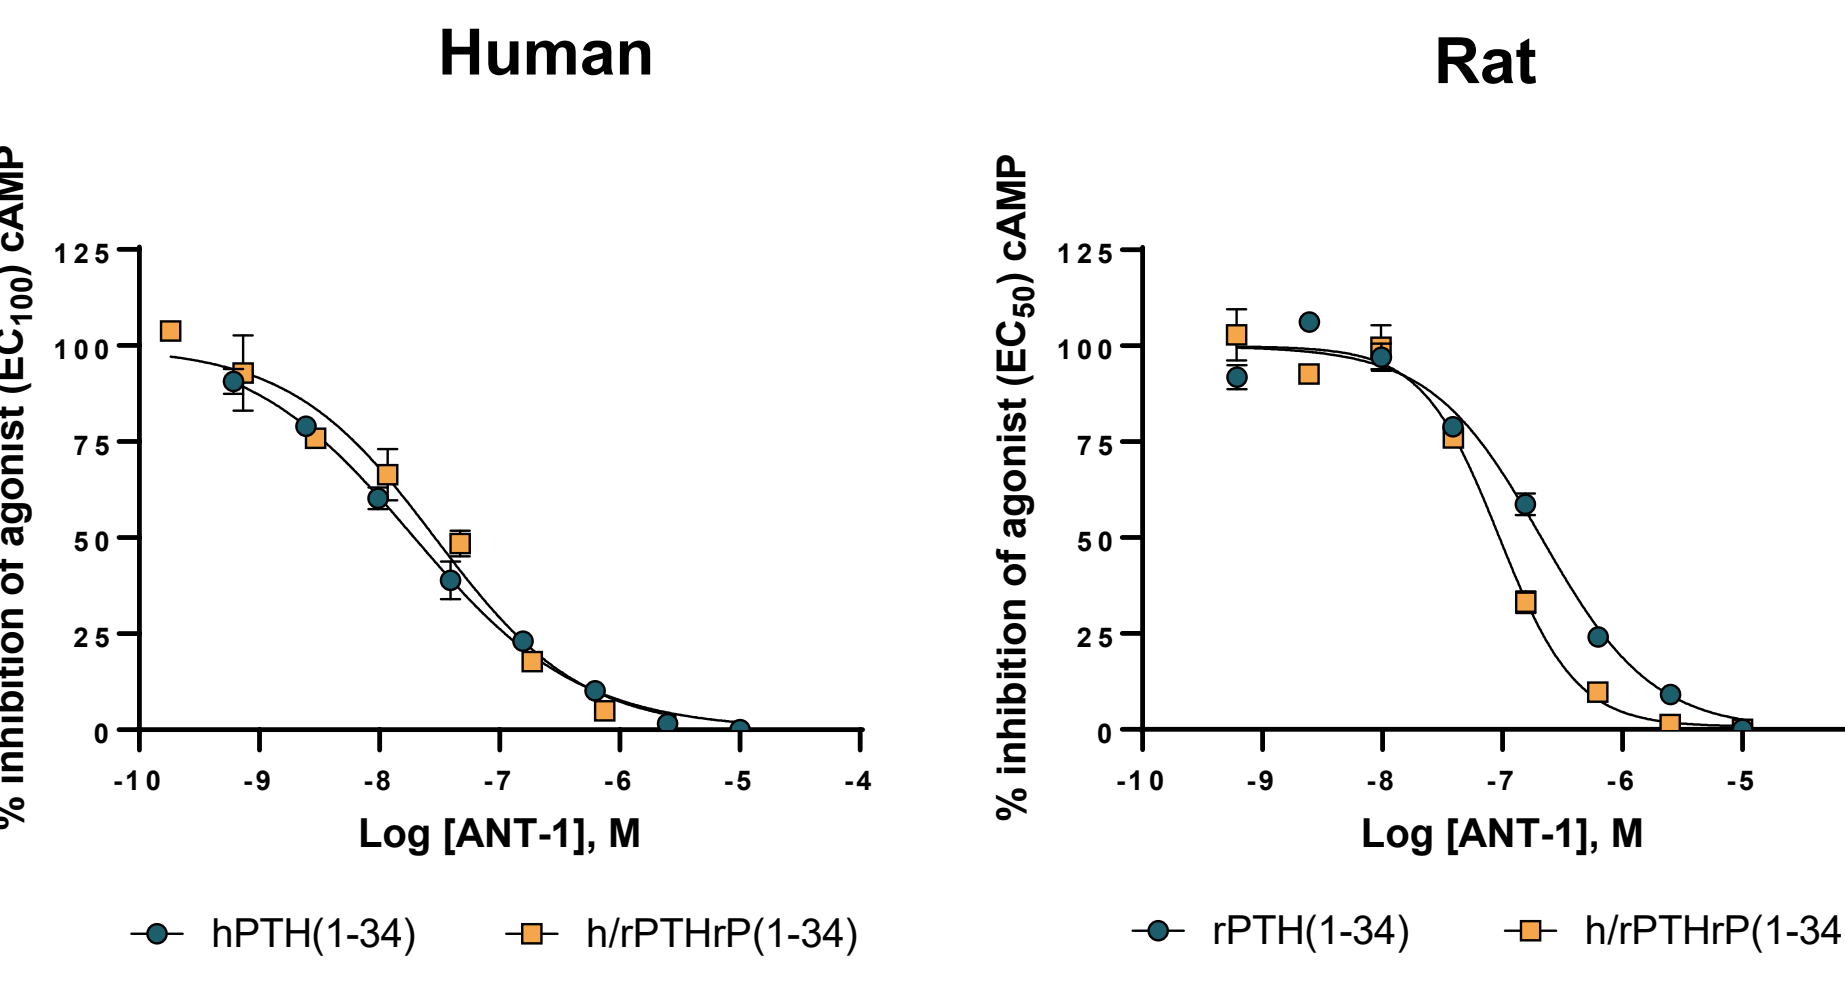 Human
% inhibition of agonist (EC100) cAMP
125
100
75
50
25
0
-10 -9 -8 -7 -6 -5 -4
Log [ANT-1], M
hPTH(1-34) h/rPTHrP(1-34)
Rat
% inhibition of agonist (EC50) cAMP
125
100
75
50
25
0
-10 -9 -8 -7 -6 -5
Log [ANT-1], M
rPTH(1-34) h/rPTHrP(1-34